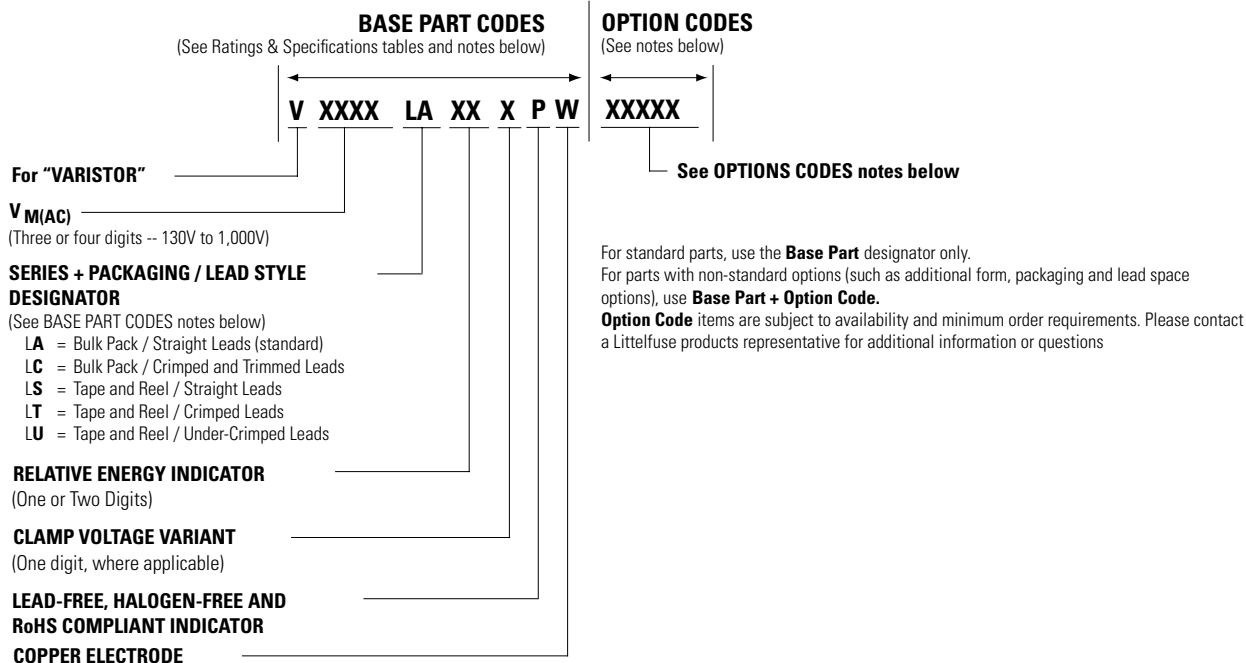 BASE PART CODES
(See Ratings & Specifications tables and notes below)
OPTION CODES
(See notes below)
V XXXX LA XX X P W XXXXX
For “VARISTOR”
See OPTIONS CODES notes below
V M(AC)
(Three or four digits -- 130V to 1,000V)
SERIES + PACKAGING / LEAD STYLE
DESIGNATOR
(See BASE PART CODES notes below)
LA = Bulk Pack / Straight Leads (standard)
LC = Bulk Pack / Crimped and Trimmed Leads
LS = Tape and Reel / Straight Leads
LT = Tape and Reel / Crimped Leads
LU = Tape and Reel / Under-Crimped Leads
RELATIVE ENERGY INDICATOR
(One or Two Digits)
CLAMP VOLTAGE VARIANT
(One digit, where applicable)
LEAD-FREE, HALOGEN-FREE AND
RoHS COMPLIANT INDICATOR
COPPER ELECTRODE
For standard parts, use the Base Part designator only.
For parts with non-standard options (such as additional form, packaging and lead space
options), use Base Part + Option Code.
Option Code items are subject to availability and minimum order requirements. Please contact
a Littelfuse products representative for additional information or questions